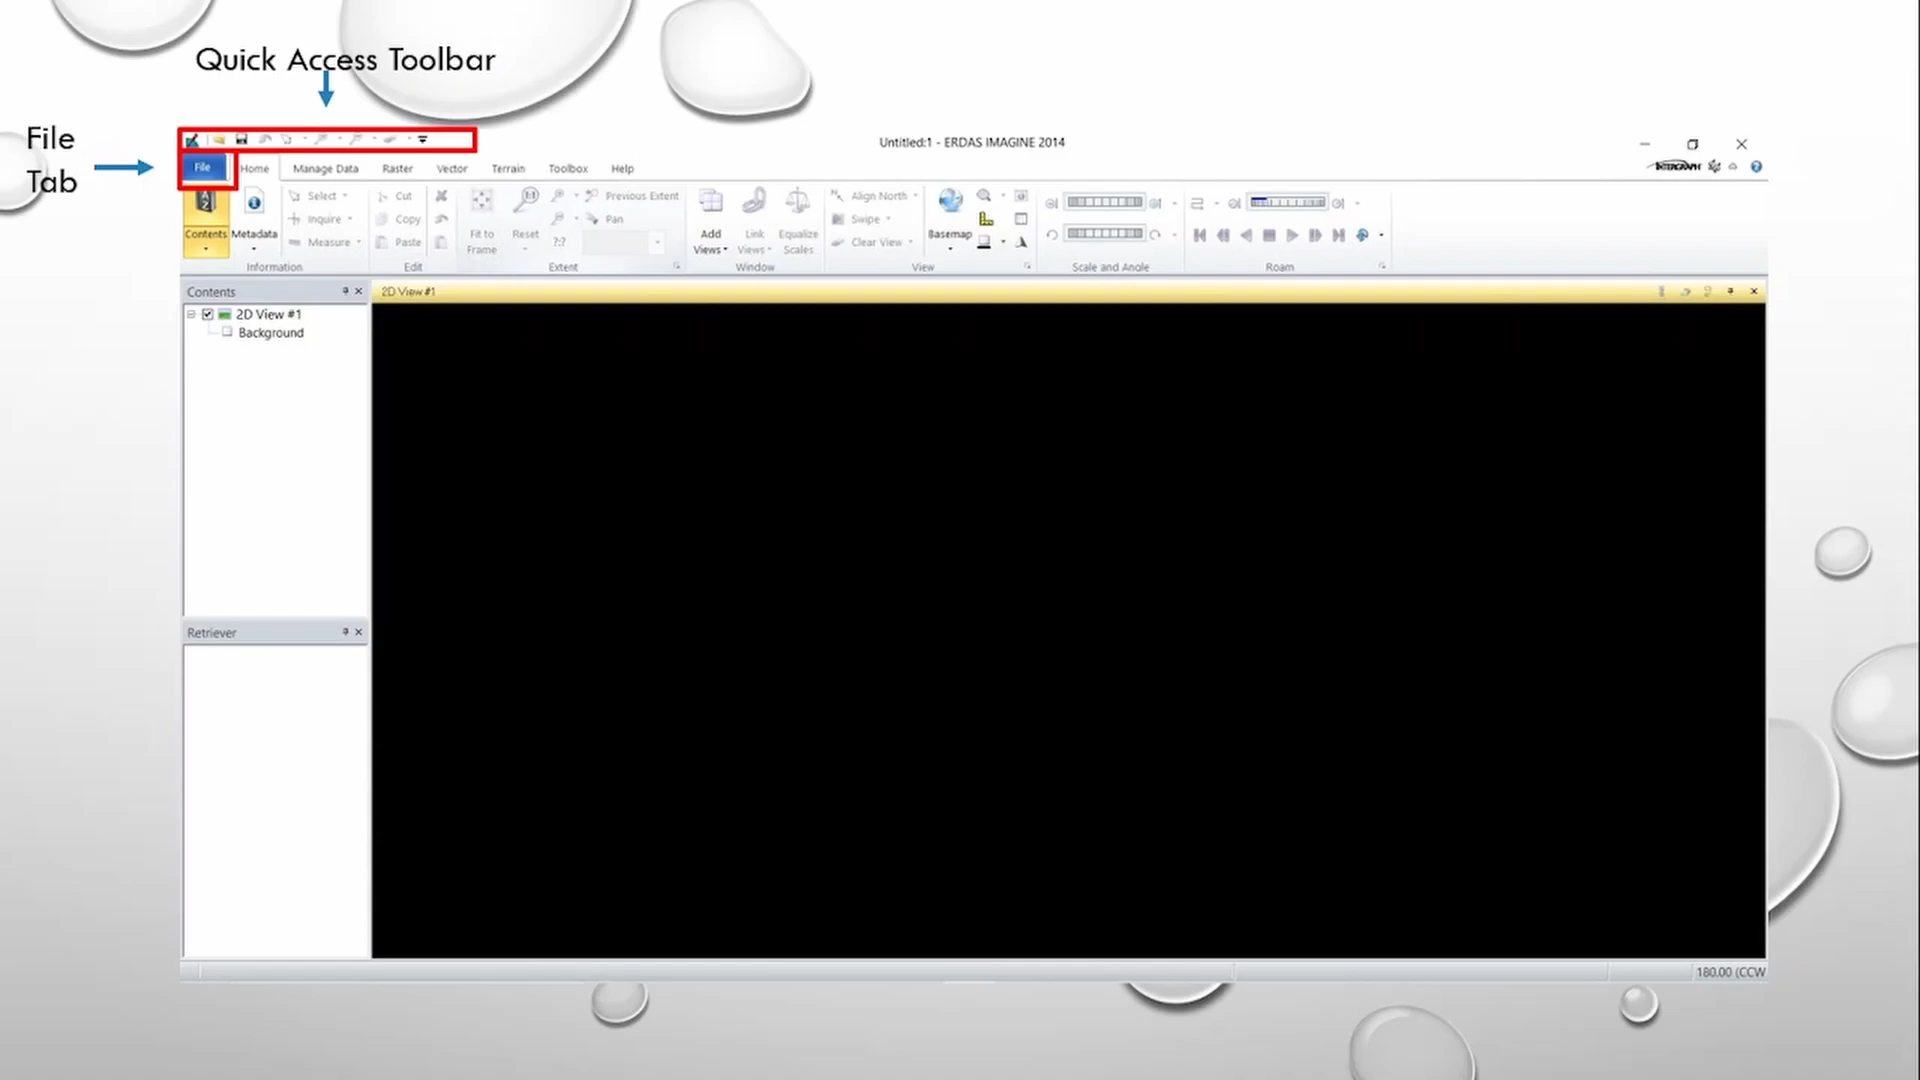 Quick Access Toolbar
File
Tab
Untitled:1 - ERDAS IMAGINE 2014
File Home Manage Data Raster Vector Terrain Toolbox Help
INTERGRAPH
Select Cut Previous Extent Align North
Inquire Copy Pan Swipe
Contents Metadata Measure Paste Fit to Frame Reset ?:? Add Views Link Views Equalize Scales Clear View Basemap
Information Edit Extent Window View Scale and Angle Roam
Contents 2D View #1
2D View #1
Background
Retriever
180.00 (CCW